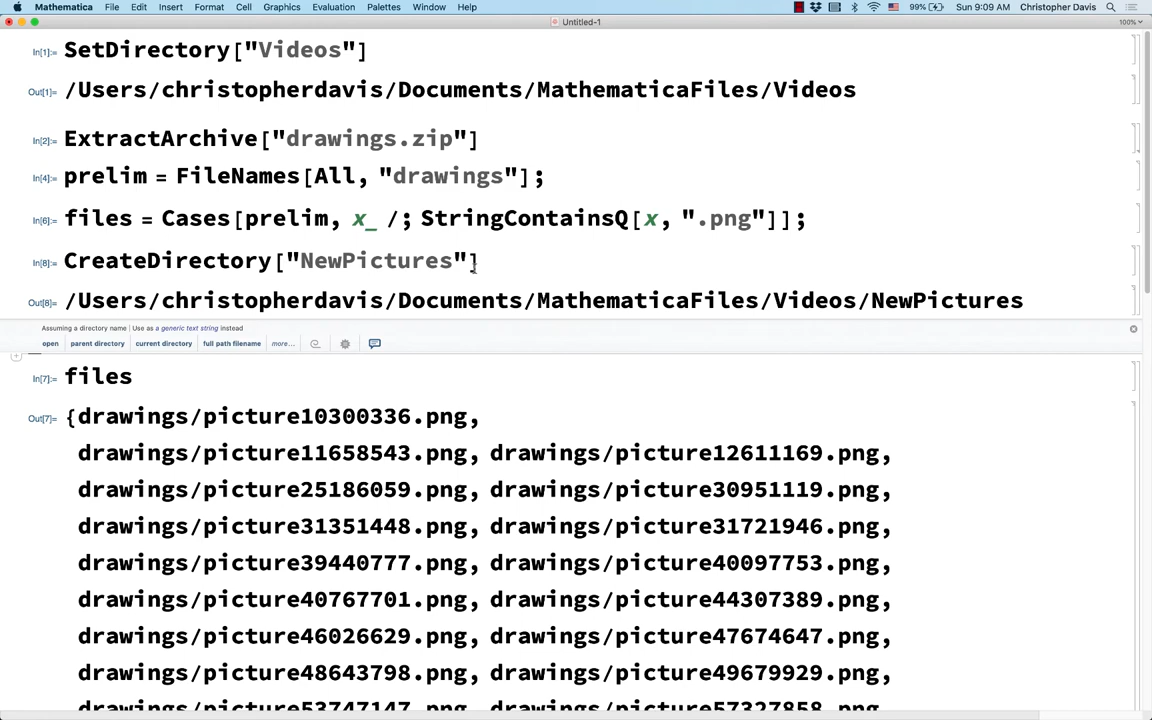 Mathematica File Edit Insert Format Cell Graphics Evaluation Palettes Window Help 99% Sun 9:09 AM Christopher Davis
Untitled-1 100%
In[1]:= SetDirectory["Videos"]
Out[1]= /Users/christopherdavis/Documents/MathematicaFiles/Videos
In[2]:= ExtractArchive["drawings.zip"]
In[4]:= prelim = FileNames[All, "drawings"];
In[6]:= files = Cases[prelim, x_ /; StringContainsQ[x, ".png"]];
In[8]:= CreateDirectory["NewPictures"]
Out[8]= /Users/christopherdavis/Documents/MathematicaFiles/Videos/NewPictures
Assuming a directory name | Use as a generic text string instead
open parent directory current directory full path filename more...
In[7]:= files
Out[7]= {drawings/picture10300336.png,
drawings/picture11658543.png, drawings/picture12611169.png,
drawings/picture25186059.png, drawings/picture30951119.png,
drawings/picture31351448.png, drawings/picture31721946.png,
drawings/picture39440777.png, drawings/picture40097753.png,
drawings/picture40767701.png, drawings/picture44307389.png,
drawings/picture46026629.png, drawings/picture47674647.png,
drawings/picture48643798.png, drawings/picture49679929.png,
drawings/picture53747147.png, drawings/picture57327858.png